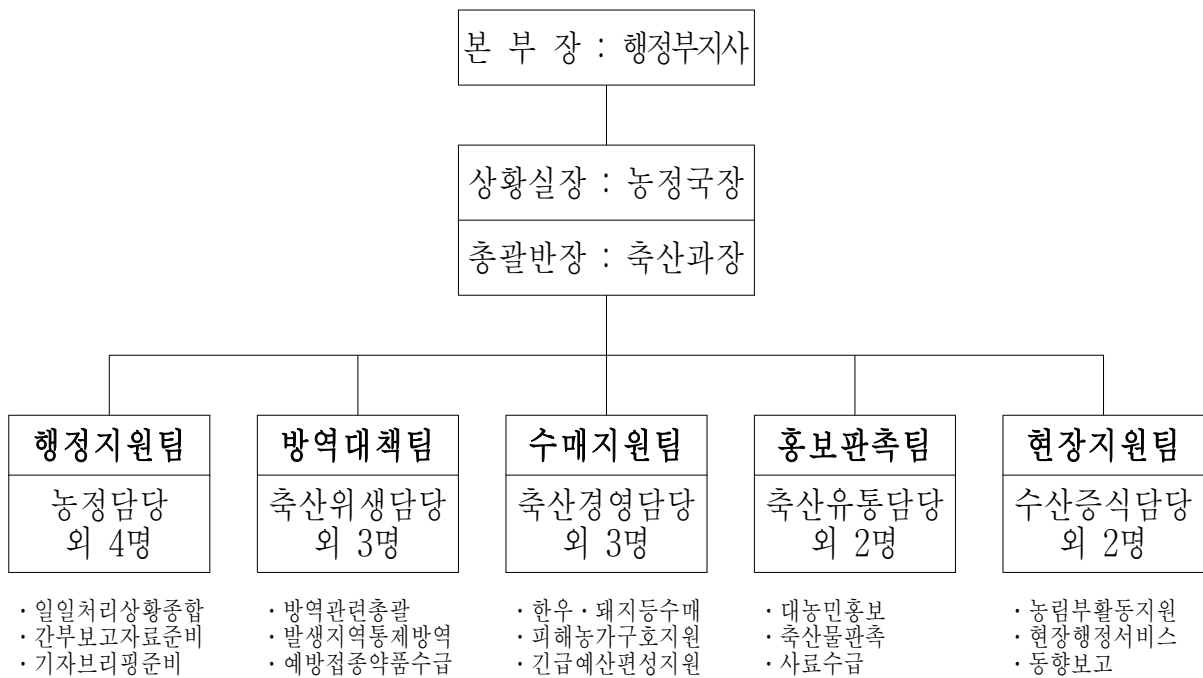 본 부 장 : 행정부지사
상황실장 : 농정국장
총괄반장 : 축산과장
행정지원팀
농정담당
외 4명
· 일일처리상황종합
· 간부보고자료준비
· 기자브리핑준비
방역대책팀
축산위생담당
외 3명
· 방역관련총괄
· 발생지역통제방역
· 예방접종약품수급
수매지원팀
축산경영담당
외 3명
· 한우 · 돼지등수매
· 피해농가구호지원
· 긴급예산편성지원
홍보판촉팀
축산유통담당
외 2명
· 대농민홍보
· 축산물판촉
· 사료수급
현장지원팀
수산증식담당
외 2명
· 농림부활동지원
· 현장행정서비스
· 동향보고